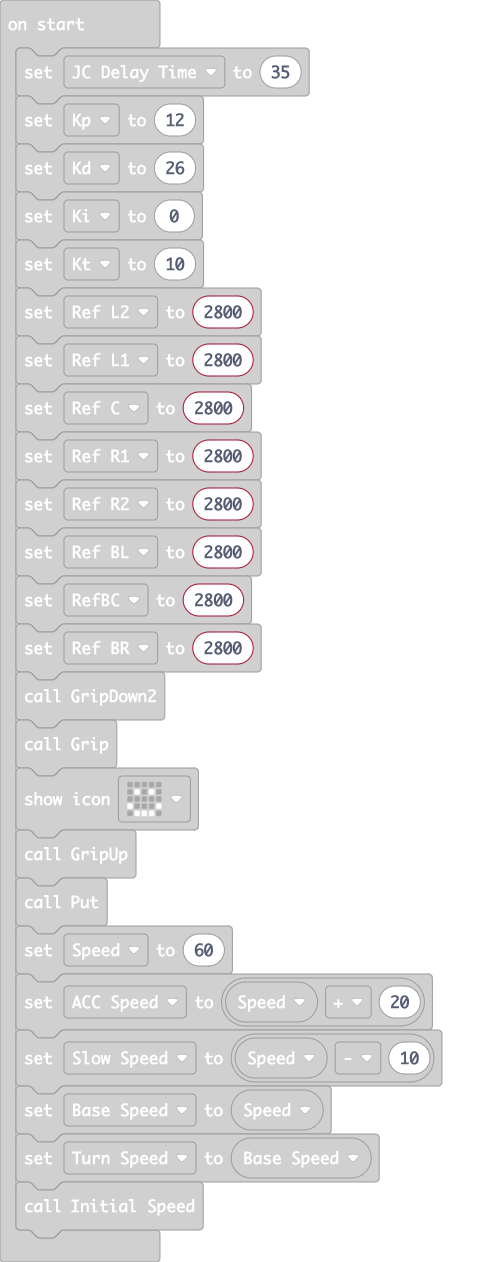 on start
set JC Delay Time to 35
set Kp to 12
set Kd to 26
set Ki to 0
set Kt to 10
set Ref L2 to 2800
set Ref L1 to 2800
set Ref C to 2800
set Ref R1 to 2800
set Ref R2 to 2800
set Ref BL to 2800
set RefBC to 2800
set Ref BR to 2800
call GripDown2
call Grip
show icon
call GripUp
call Put
set Speed to 60
set ACC Speed to Speed + 20
set Slow Speed to Speed - 10
set Base Speed to Speed
set Turn Speed to Base Speed
call Initial Speed